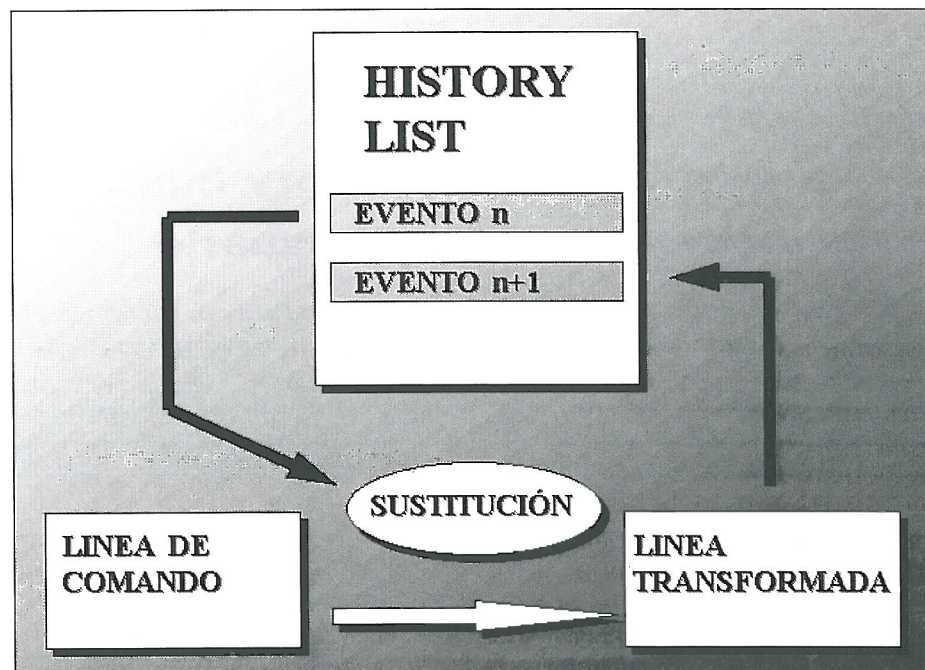 HISTORY
LIST
EVENTO n
EVENTO n+1
SUSTITUCIÓN
LINEA DE
COMANDO
LINEA
TRANSFORMADA